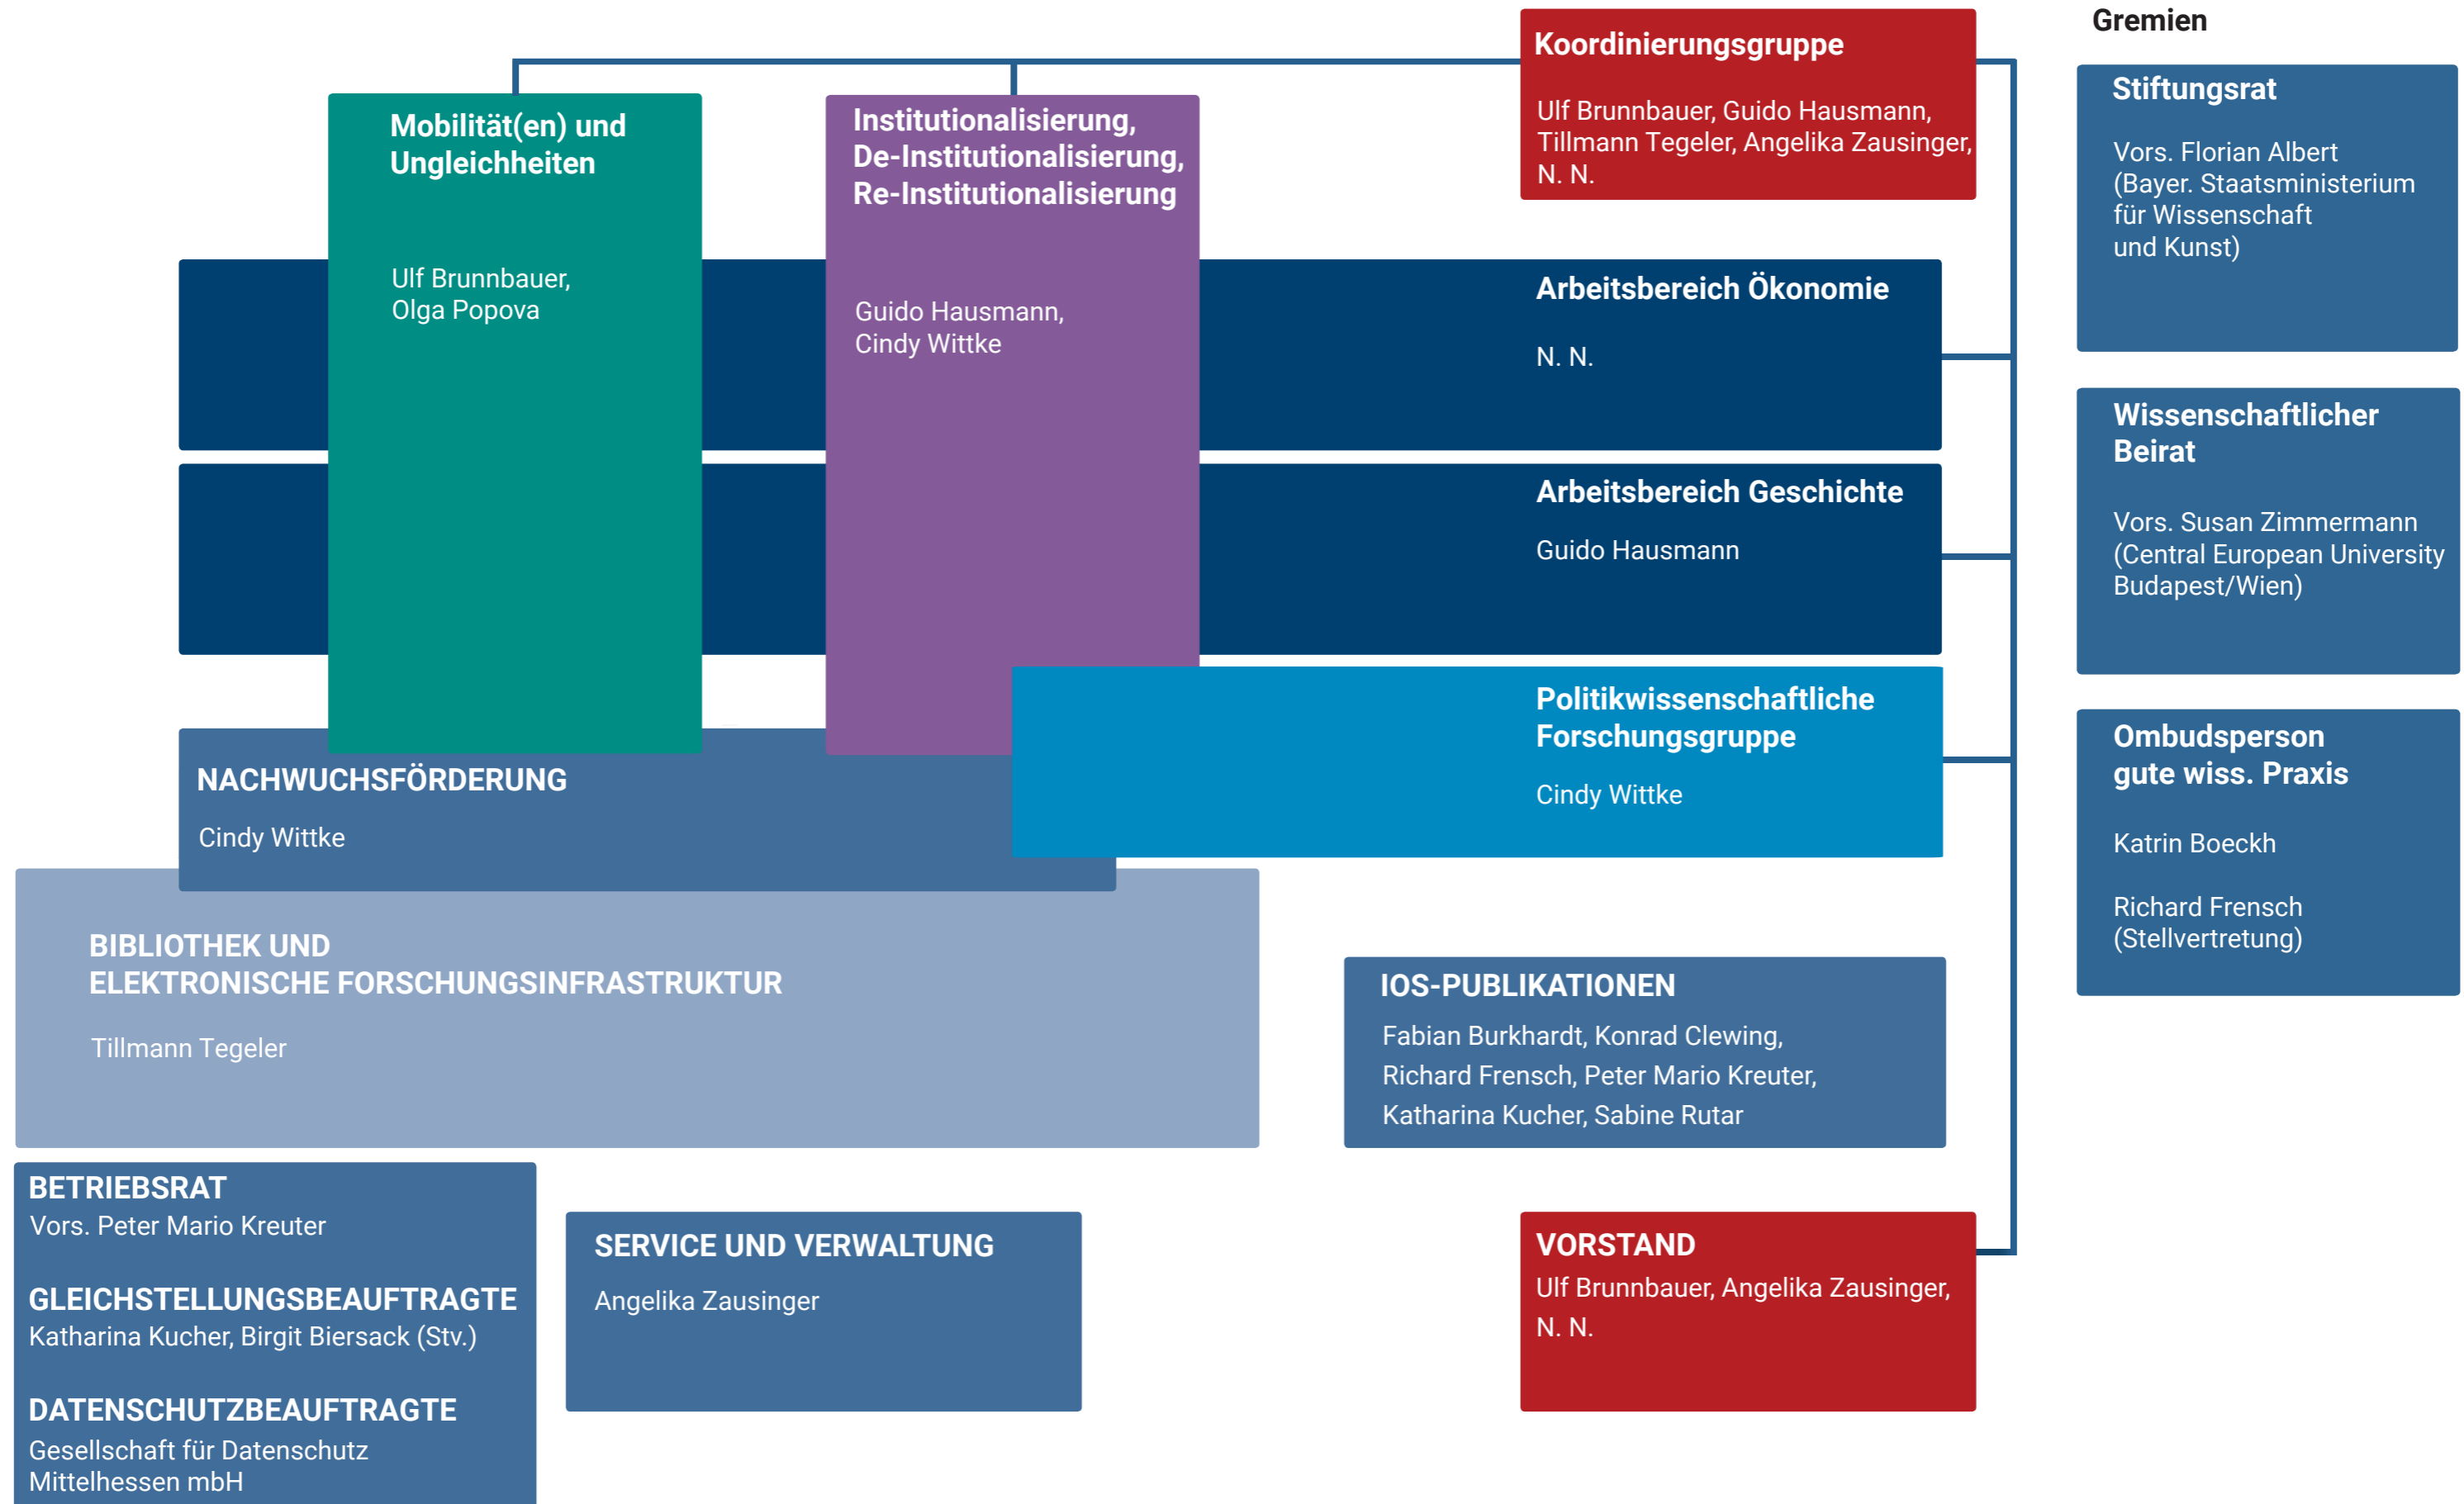 Mobilität(en) und
Ungleichheiten
Ulf Brunnbauer,
Olga Popova
Institutionalisierung,
De-Institutionalisierung,
Re-Institutionalisierung
Guido Hausmann,
Cindy Wittke
Koordinierungsgruppe
Ulf Brunnbauer, Guido Hausmann,
Tillmann Tegeler, Angelika Zausinger,
N. N.
Arbeitsbereich Ökonomie
N. N.
Arbeitsbereich Geschichte
Guido Hausmann
Politikwissenschaftliche
Forschungsgruppe
Cindy Wittke
NACHWUCHSFÖRDERUNG
Cindy Wittke
BIBLIOTHEK UND
ELEKTRONISCHE FORSCHUNGSINFRASTRUKTUR
Tillmann Tegeler
IOS-PUBLIKATIONEN
Fabian Burkhardt, Konrad Clewing,
Richard Frensch, Peter Mario Kreuter,
Katharina Kucher, Sabine Rutar
BETRIEBSRAT
Vors. Peter Mario Kreuter
GLEICHSTELLUNGSBEAUFTRAGTE
Katharina Kucher, Birgit Biersack (Stv.)
DATENSCHUTZBEAUFTRAGTE
Gesellschaft für Datenschutz
Mittelhessen mbH
SERVICE UND VERWALTUNG
Angelika Zausinger
VORSTAND
Ulf Brunnbauer, Angelika Zausinger,
N. N.
Gremien
Stiftungsrat
Vors. Florian Albert
(Bayer. Staatsministerium
für Wissenschaft
und Kunst)
Wissenschaftlicher
Beirat
Vors. Susan Zimmermann
(Central European University
Budapest/Wien)
Ombudsperson
gute wiss. Praxis
Katrin Boeckh
Richard Frensch
(Stellvertretung)